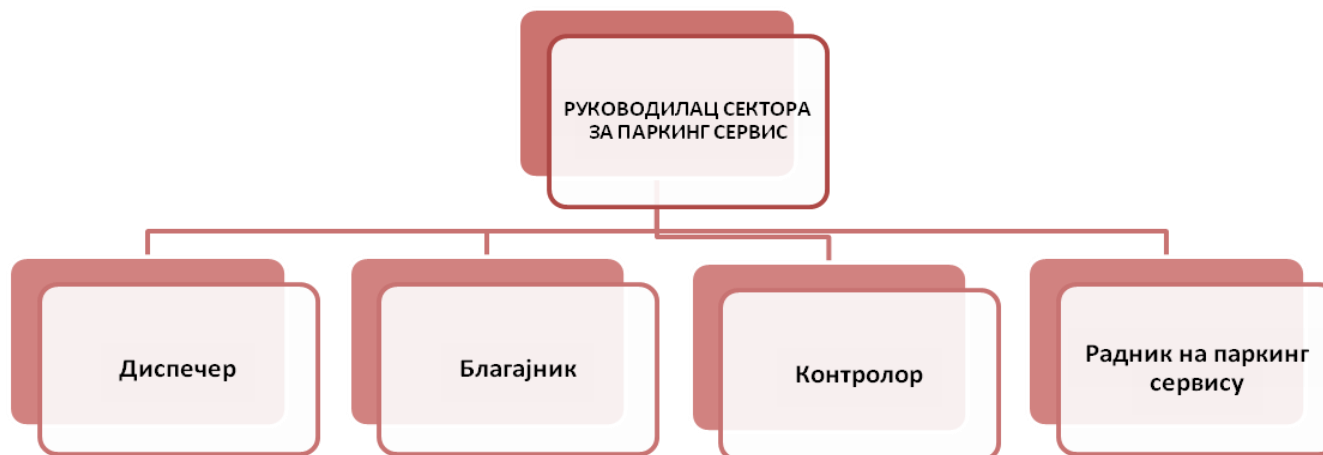 РУКОВОДИЛАЦ СЕКТОРА
ЗА ПАРКИНГ СЕРВИС
Диспечер
Благајник
Контролор
Радник на паркинг
сервису